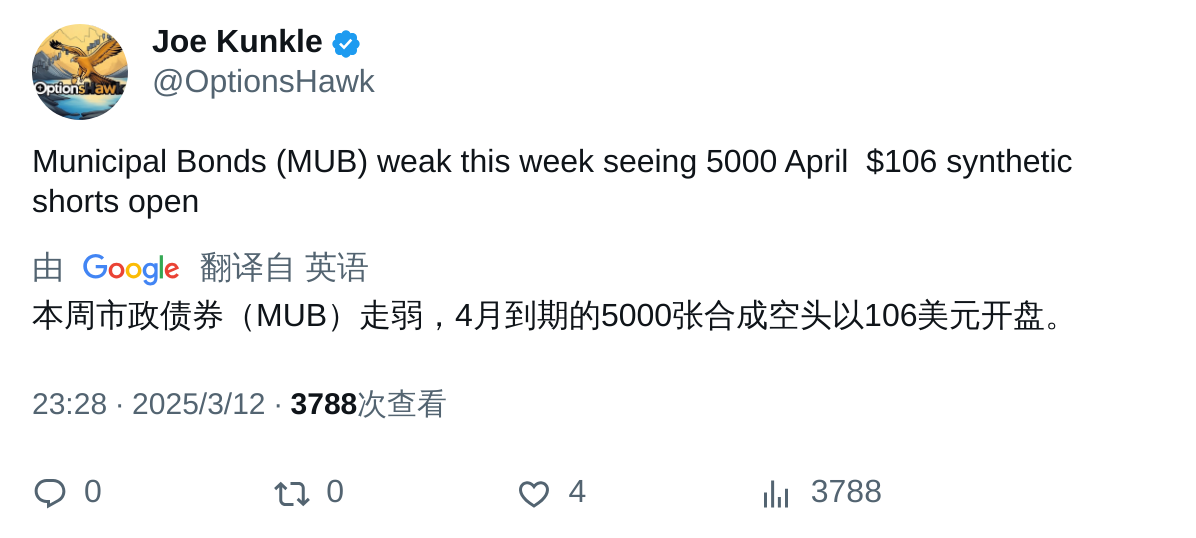 OptionsHawk
Joe Kunkle
@OptionsHawk
Municipal Bonds (MUB) weak this week seeing 5000 April  $106 synthetic
shorts open
由 Google 翻译自 英语
本周市政债券（MUB）走弱，4月到期的5000张合成空头以106美元开盘。
23:28 · 2025/3/12 · 3788次查看
0 0 4 3788